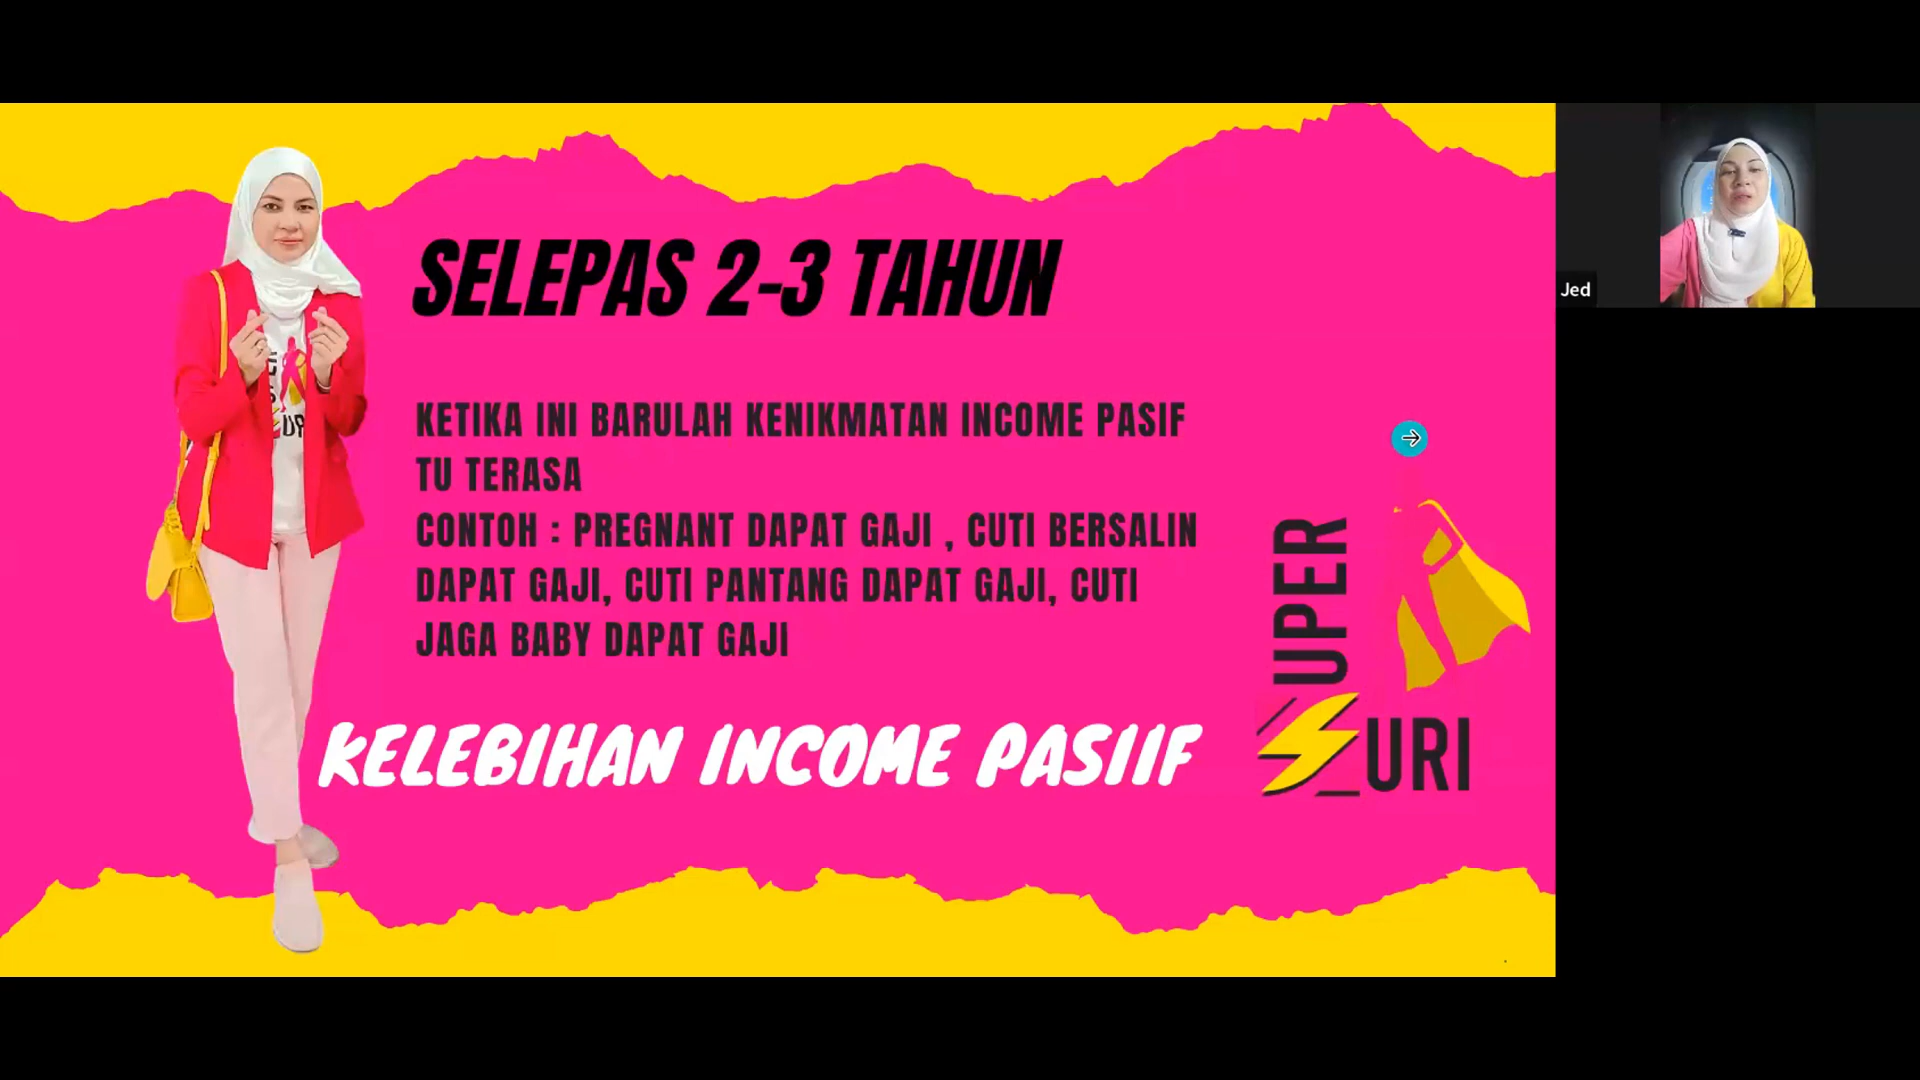 SELEPAS 2-3 TAHUN
KETIKA INI BARULAH KENIKMATAN INCOME PASIF
TU TERASA
CONTOH : PREGNANT DAPAT GAJI , CUTI BERSALIN
DAPAT GAJI, CUTI PANTANG DAPAT GAJI, CUTI
JAGA BABY DAPAT GAJI
KELEBIHAN INCOME PASIIF
UPER
URI
Jed